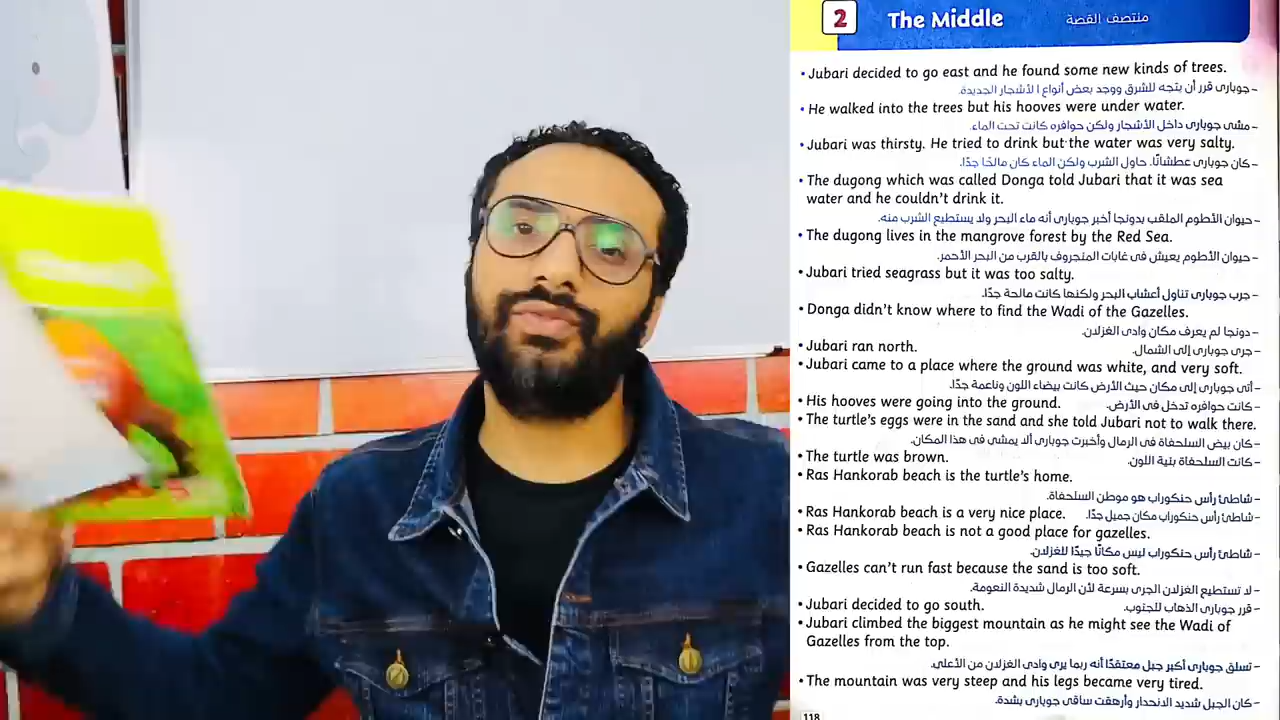 2 The Middle منتصف القصة
• Jubari decided to go east and he found some new kinds of trees.
- جوبارى قرر أن يتجه للشرق ووجد بعض أنواع الأشجار الجديدة.
• He walked into the trees but his hooves were under water.
- مشى جوبارى داخل الأشجار ولكن حوافره كانت تحت الماء.
• Jubari was thirsty. He tried to drink but the water was very salty.
- كان جوبارى عطشانًا. حاول الشرب ولكن الماء كان مالحًا جدًا.
• The dugong which was called Donga told Jubari that it was sea
water and he couldn't drink it.
- حيوان الأطوم الملقب بدونجا أخبر جوبارى أنه ماء البحر ولا يستطيع الشرب منه.
• The dugong lives in the mangrove forest by the Red Sea.
- حيوان الأطوم يعيش فى غابات المنجروف بالقرب من البحر الأحمر.
• Jubari tried seagrass but it was too salty.
- جرب جوبارى تناول أعشاب البحر ولكنها كانت مالحة جدًا.
• Donga didn't know where to find the Wadi of the Gazelles.
- دونجا لم يعرف مكان وادى الغزلان.
• Jubari ran north. - جرى جوبارى إلى الشمال.
• Jubari came to a place where the ground was white, and very soft.
- أتى جوبارى إلى مكان حيث الأرض كانت بيضاء اللون وناعمة جدًا.
• His hooves were going into the ground. - كانت حوافره تدخل فى الأرض.
• The turtle's eggs were in the sand and she told Jubari not to walk there.
- كان بيض السلحفاة فى الرمال وأخبرت جوبارى ألا يمشى فى هذا المكان.
• The turtle was brown. - كانت السلحفاة بنية اللون.
• Ras Hankorab beach is the turtle's home.
- شاطئ رأس حنكوراب هو موطن السلحفاة.
• Ras Hankorab beach is a very nice place. - شاطئ رأس حنكوراب مكان جميل جدًا.
• Ras Hankorab beach is not a good place for gazelles.
- شاطئ رأس حنكوراب ليس مكانًا جيدًا للغزلان.
• Gazelles can't run fast because the sand is too soft.
- لا تستطيع الغزلان الجرى بسرعة لأن الرمال شديدة النعومة.
• Jubari decided to go south. - قرر جوبارى الذهاب للجنوب.
• Jubari climbed the biggest mountain as he might see the Wadi of
Gazelles from the top.
- تسلق جوبارى أكبر جبل معتقدًا أنه ربما يرى وادى الغزلان من الأعلى.
• The mountain was very steep and his legs became very tired.
- كان الجبل شديد الانحدار وأرهقت ساقى جوبارى بشدة.
118